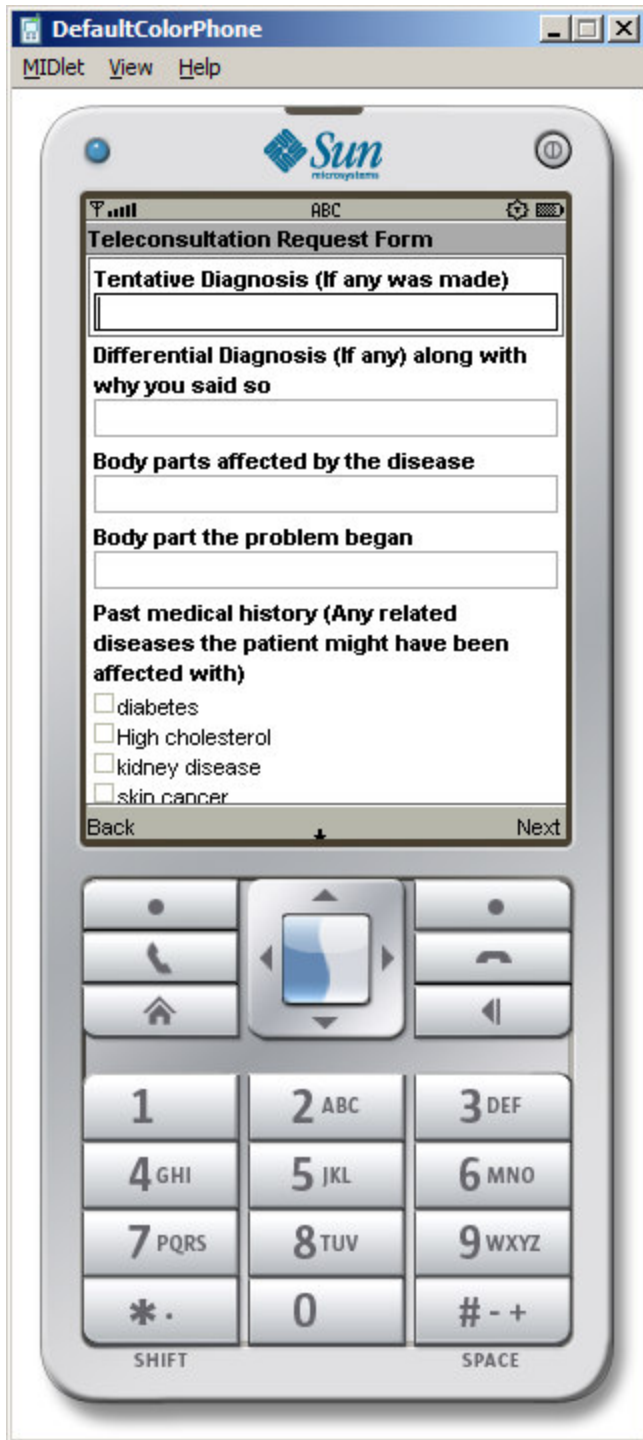 DefaultColorPhone
MIDlet View Help
Sun
microsystems
ABC
Teleconsultation Request Form
Tentative Diagnosis (If any was made)
Differential Diagnosis (If any) along with
why you said so
Body parts affected by the disease
Body part the problem began
Past medical history (Any related
diseases the patient might have been
affected with)
diabetes
High cholesterol
kidney disease
skin cancer
Back Next
1 2 ABC 3 DEF
4 GHI 5 JKL 6 MNO
7 PQRS 8 TUV 9 WXYZ
* . 0 # - +
SHIFT SPACE